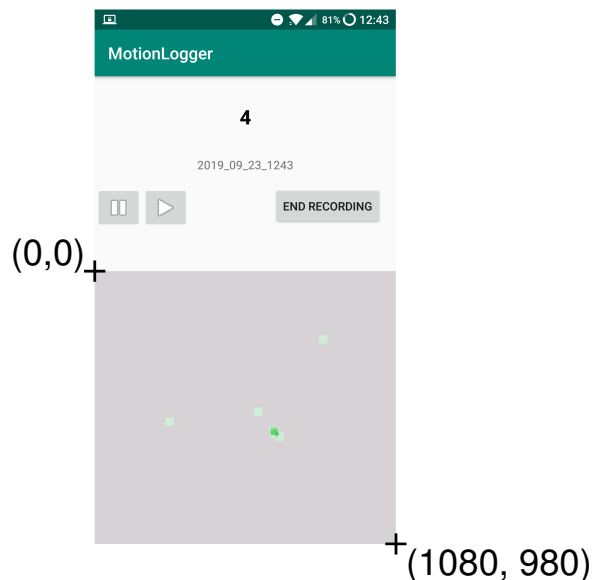 81% 12:43
MotionLogger
4
2019_09_23_1243
END RECORDING
(0,0)
(1080, 980)